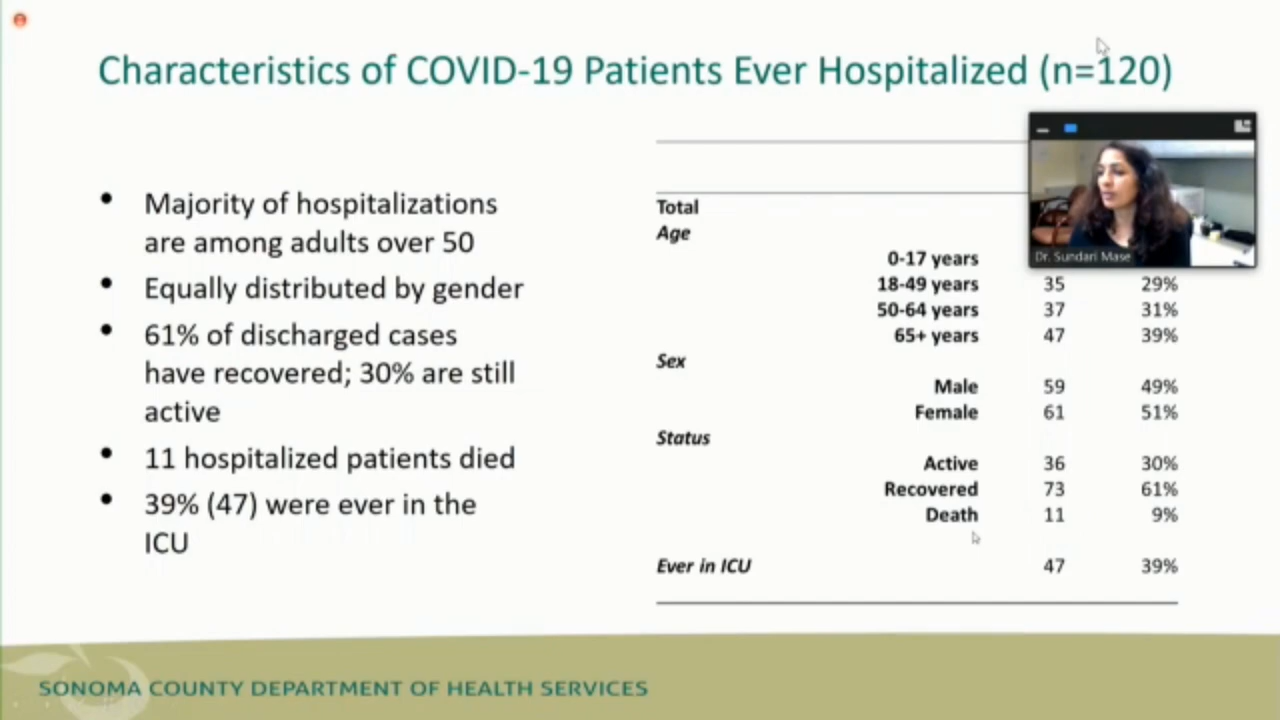 Characteristics of COVID-19 Patients Ever Hospitalized (n=120)
• Majority of hospitalizations
are among adults over 50
• Equally distributed by gender
• 61% of discharged cases
have recovered; 30% are still
active
• 11 hospitalized patients died
• 39% (47) were ever in the
ICU
Total
Age
0-17 years
18-49 years 35 29%
50-64 years 37 31%
65+ years 47 39%
Sex
Male 59 49%
Female 61 51%
Status
Active 36 30%
Recovered 73 61%
Death 11 9%
Ever in ICU 47 39%
Dr. Sundari Mase
SONOMA COUNTY DEPARTMENT OF HEALTH SERVICES